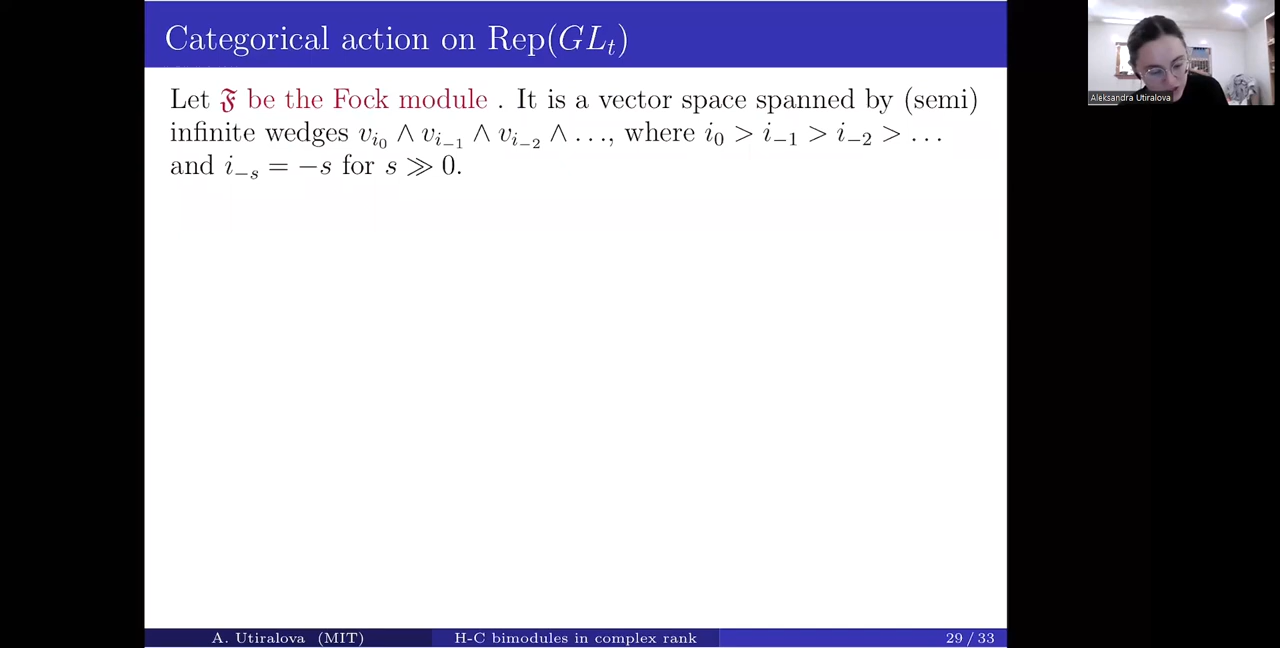 Categorical action on Rep(GLₜ)
Aleksandra Utiralova
Let 𝔉 be the Fock module . It is a vector space spanned by (semi)
infinite wedges v_{i_0} ∧ v_{i_{-1}} ∧ v_{i_{-2}} ∧ …, where i_0 > i_{-1} > i_{-2} > …
and i_{-s} = −s for s ≫ 0.
A. Utiralova (MIT) H-C bimodules in complex rank 29 / 33